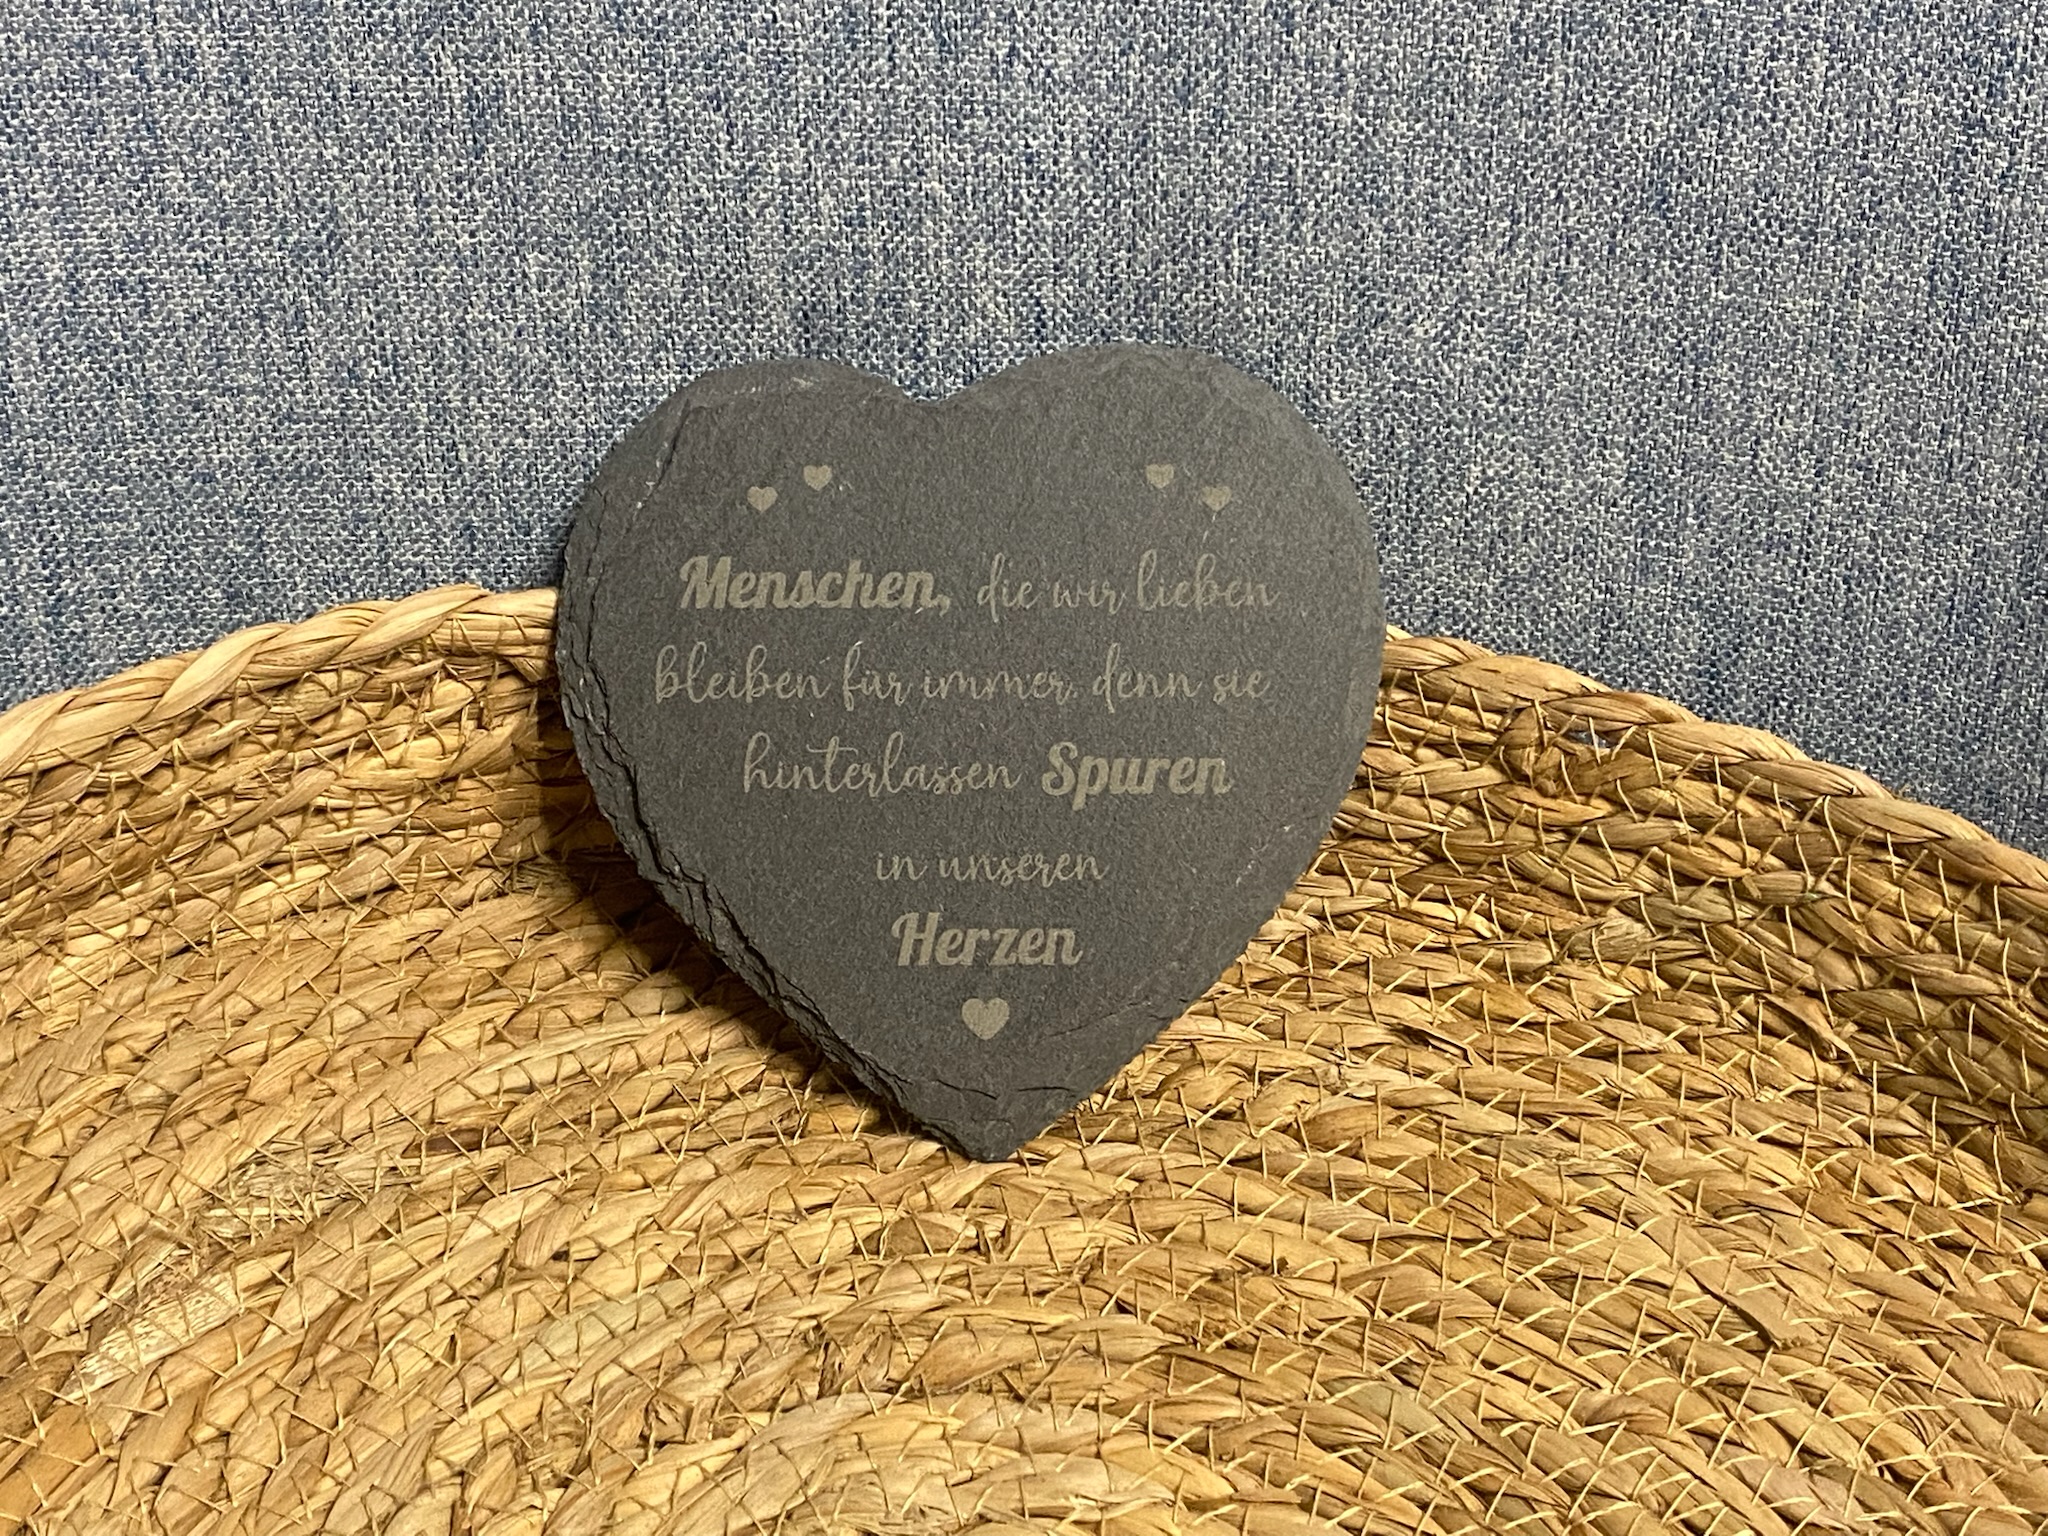 Menschen, die wir lieben
bleiben für immer, denn sie
hinterlassen Spuren
in unseren
Herzen